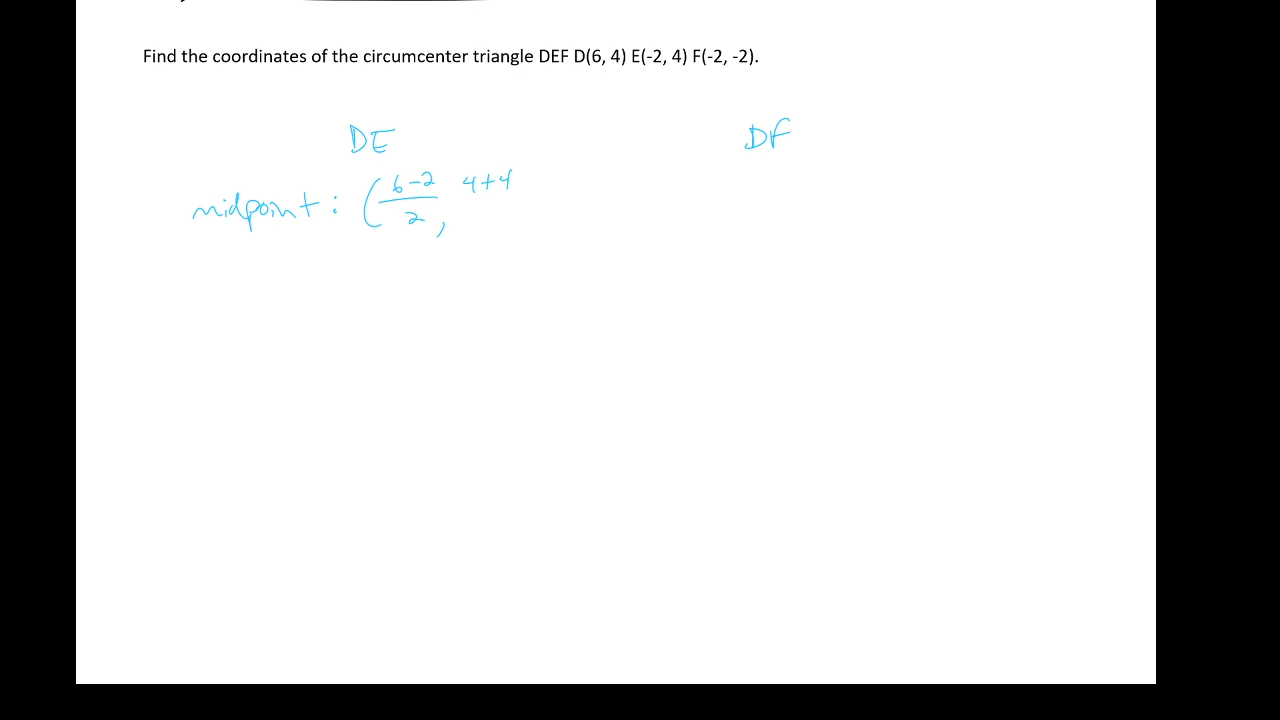 Find the coordinates of the circumcenter triangle DEF D(6, 4) E(-2, 4) F(-2, -2).
DE DF
midpoint: (6-2/2, 4+4